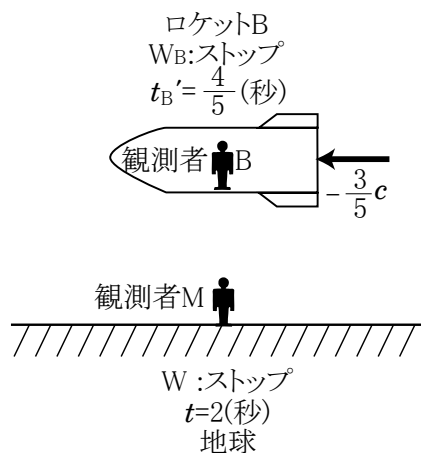 ロケットB
WB:ストップ
tB′= 4/5 (秒)
観測者B
− 3/5 c
観測者M
W :ストップ
t=2(秒)
地球